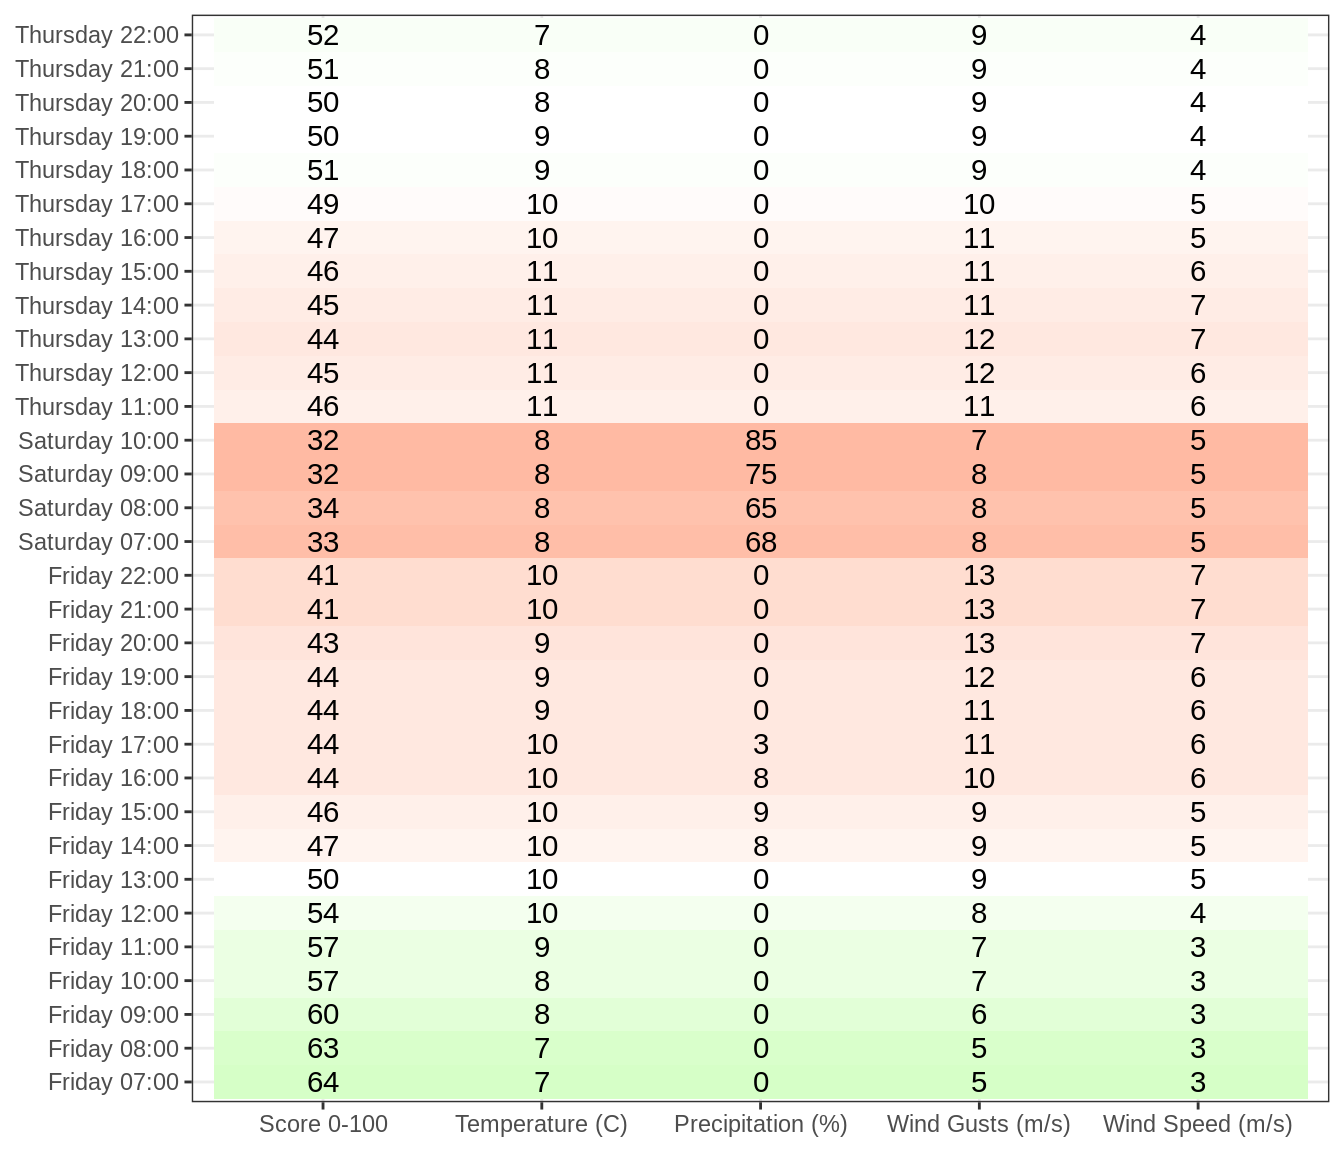 Thursday 22:00 52 7 0 9 4
Thursday 21:00 51 8 0 9 4
Thursday 20:00 50 8 0 9 4
Thursday 19:00 50 9 0 9 4
Thursday 18:00 51 9 0 9 4
Thursday 17:00 49 10 0 10 5
Thursday 16:00 47 10 0 11 5
Thursday 15:00 46 11 0 11 6
Thursday 14:00 45 11 0 11 7
Thursday 13:00 44 11 0 12 7
Thursday 12:00 45 11 0 12 6
Thursday 11:00 46 11 0 11 6
Saturday 10:00 32 8 85 7 5
Saturday 09:00 32 8 75 8 5
Saturday 08:00 34 8 65 8 5
Saturday 07:00 33 8 68 8 5
Friday 22:00 41 10 0 13 7
Friday 21:00 41 10 0 13 7
Friday 20:00 43 9 0 13 7
Friday 19:00 44 9 0 12 6
Friday 18:00 44 9 0 11 6
Friday 17:00 44 10 3 11 6
Friday 16:00 44 10 8 10 6
Friday 15:00 46 10 9 9 5
Friday 14:00 47 10 8 9 5
Friday 13:00 50 10 0 9 5
Friday 12:00 54 10 0 8 4
Friday 11:00 57 9 0 7 3
Friday 10:00 57 8 0 7 3
Friday 09:00 60 8 0 6 3
Friday 08:00 63 7 0 5 3
Friday 07:00 64 7 0 5 3
Score 0-100 Temperature (C) Precipitation (%) Wind Gusts (m/s) Wind Speed (m/s)